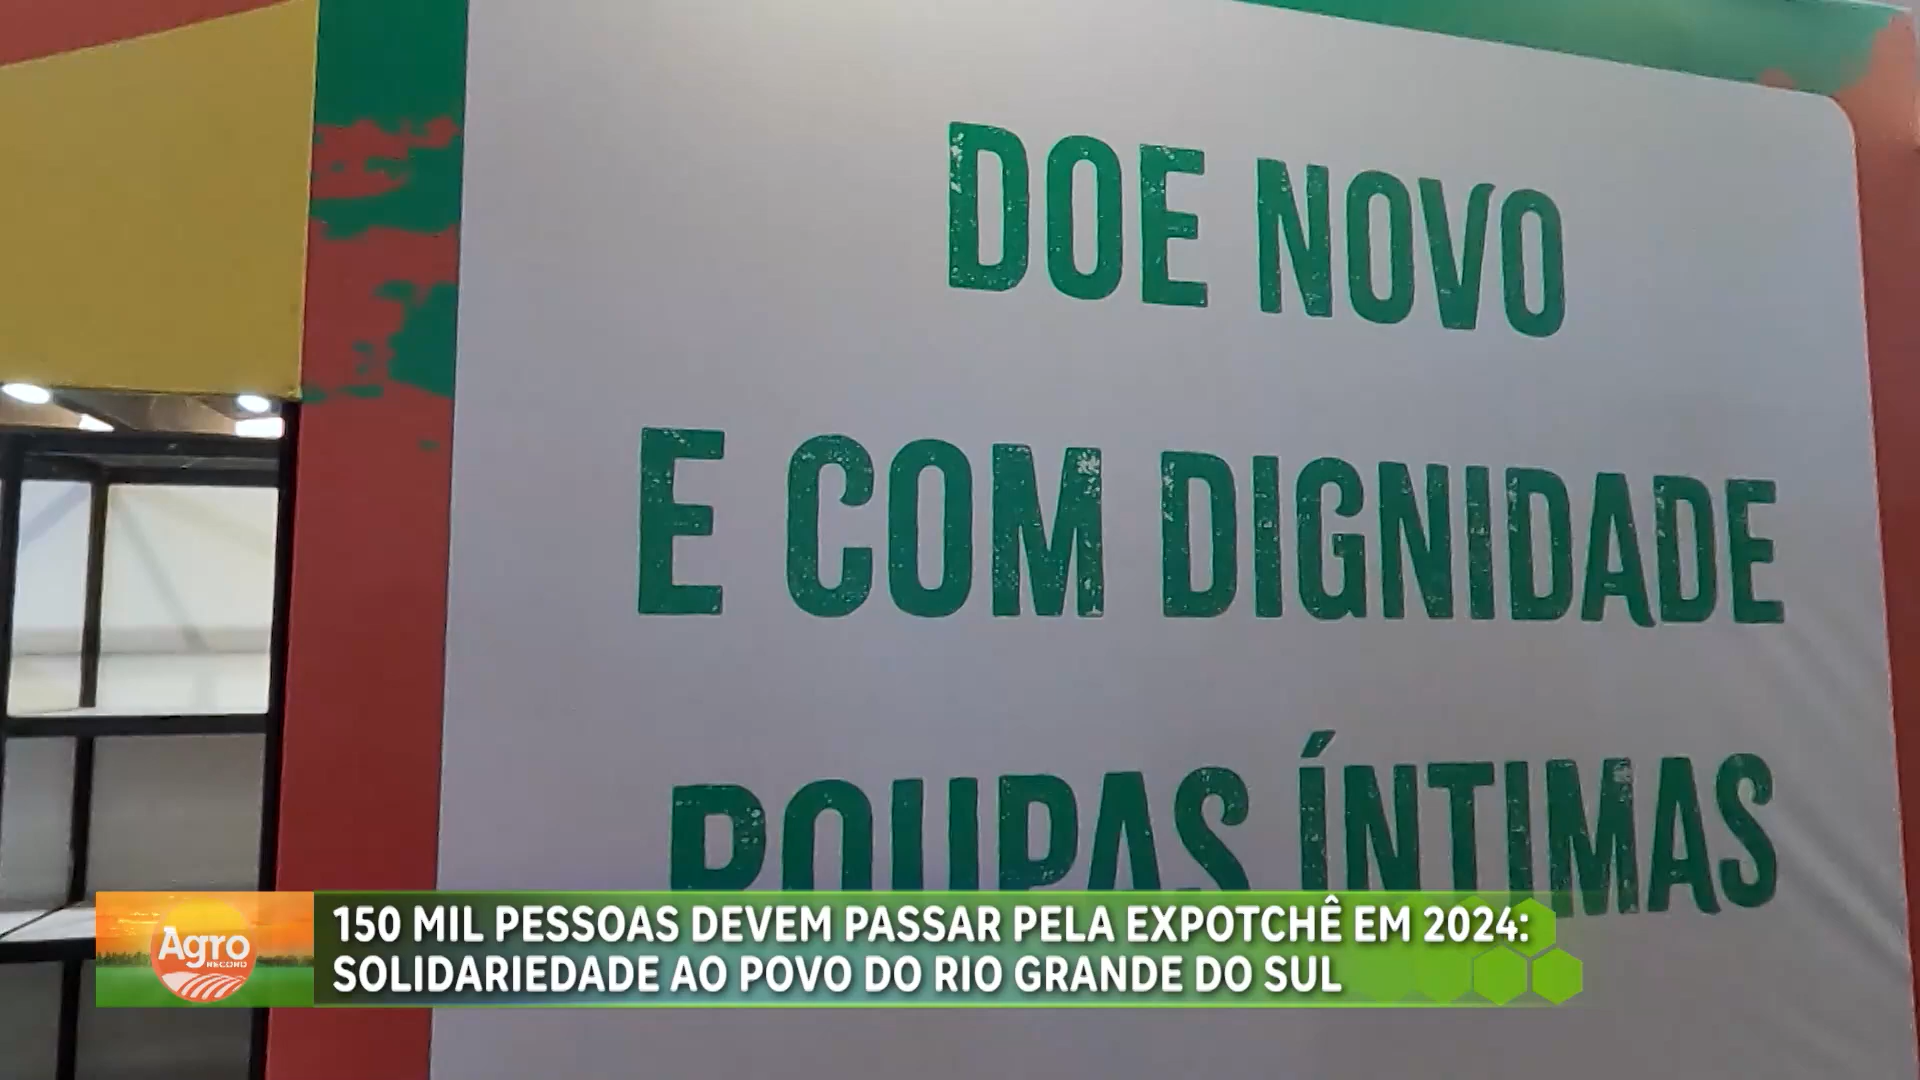 DOE NOVO
E COM DIGNIDADE
ROUPAS ÍNTIMAS
Agro
RECORD
150 MIL PESSOAS DEVEM PASSAR PELA EXPOTCHÊ EM 2024:
SOLIDARIEDADE AO POVO DO RIO GRANDE DO SUL